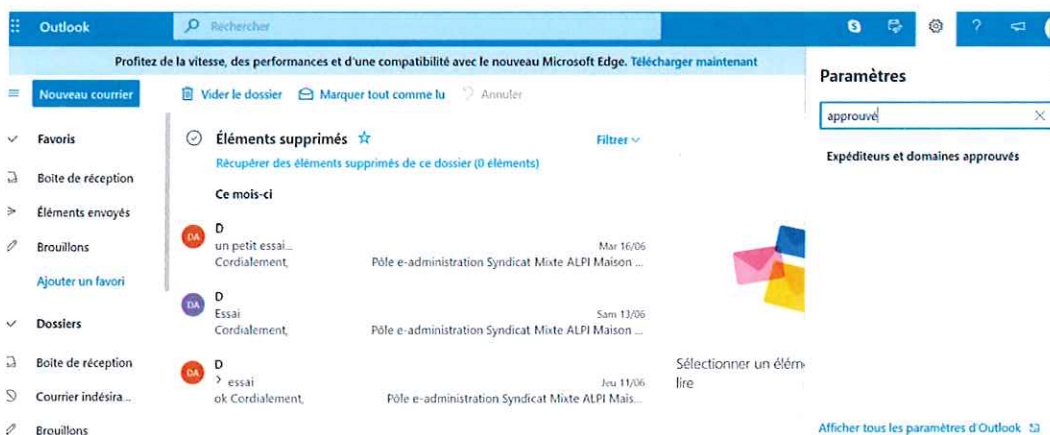 Outlook
Rechercher
Profitez de la vitesse, des performances et d'une compatibilité avec le nouveau Microsoft Edge. Télécharger maintenant
Paramètres
Nouveau courrier
Vider le dossier
Marquer tout comme lu
Annuler
approuvé
Favoris
Éléments supprimés
Filtrer
Expéditeurs et domaines approuvés
Récupérer des éléments supprimés de ce dossier (0 éléments)
Boîte de réception
Ce mois-ci
Éléments envoyés
Brouillons
Ajouter un favori
DA
D
un petit essai...
Mar 16/06
Cordialement,
Pôle e-administration Syndicat Mixte ALPI Maison ...
DA
D
Essai
Sam 13/06
Cordialement,
Pôle e-administration Syndicat Mixte ALPI Maison ...
Dossiers
Boîte de réception
Courrier indésira...
Brouillons
DA
D
> essai
Jeu 11/06
ok Cordialement,
Pôle e-administration Syndicat Mixte ALPI Mais...
Sélectionner un élém
lire
Afficher tous les paramètres d'Outlook